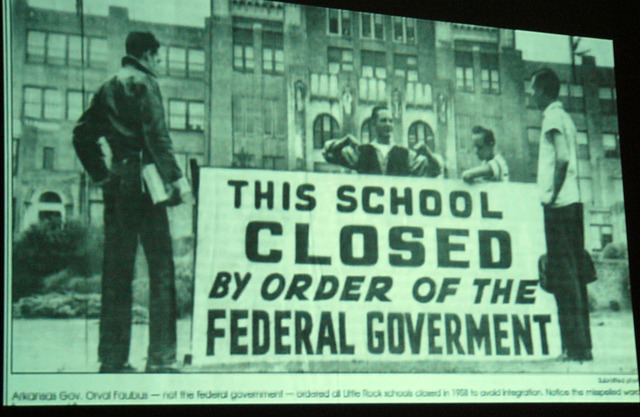 THIS SCHOOL
CLOSED
BY ORDER OF THE
FEDERAL GOVERMENT
Submitted
Arkansas Gov. Orval Faubus — not the federal government — ordered all Little Rock schools closed in 1958 to avoid integration. Notice the misspelled